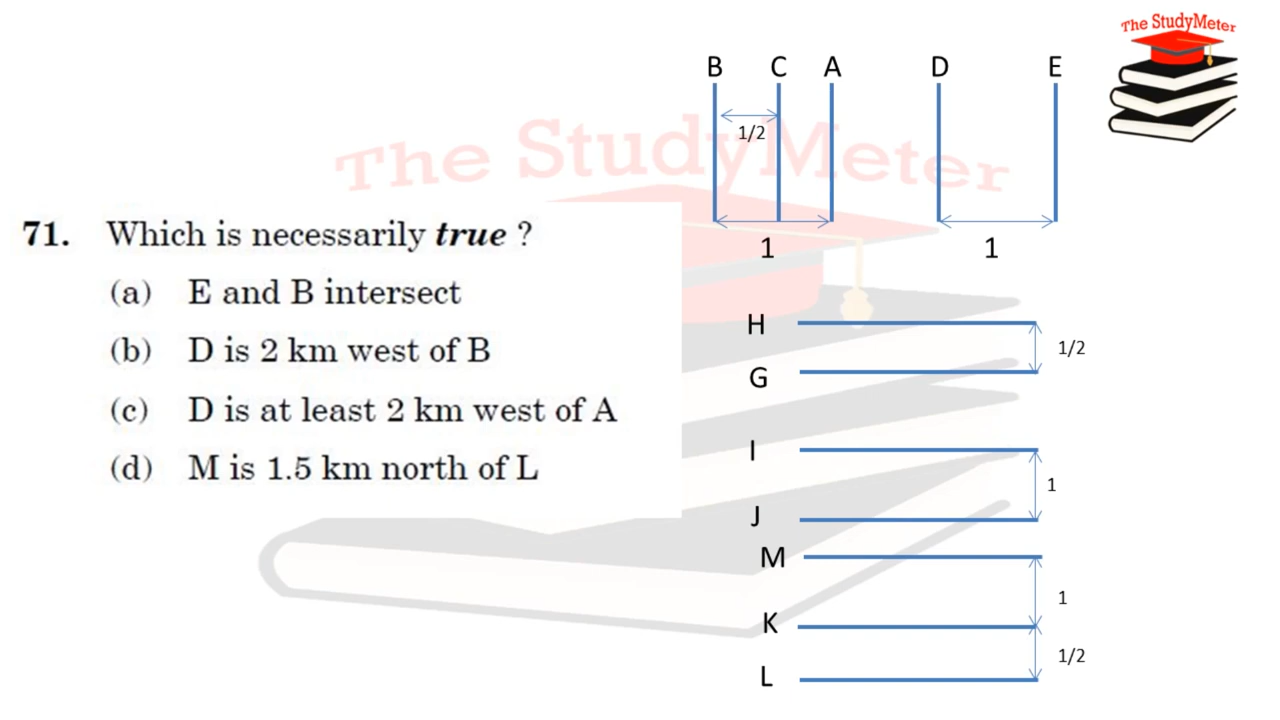 The StudyMeter
B C A D E
1/2
The StudyMeter
71. Which is necessarily true ?
1 1
(a) E and B intersect
H
1/2
(b) D is 2 km west of B
G
(c) D is at least 2 km west of A
I
(d) M is 1.5 km north of L
1
J
M
1
K
1/2
L